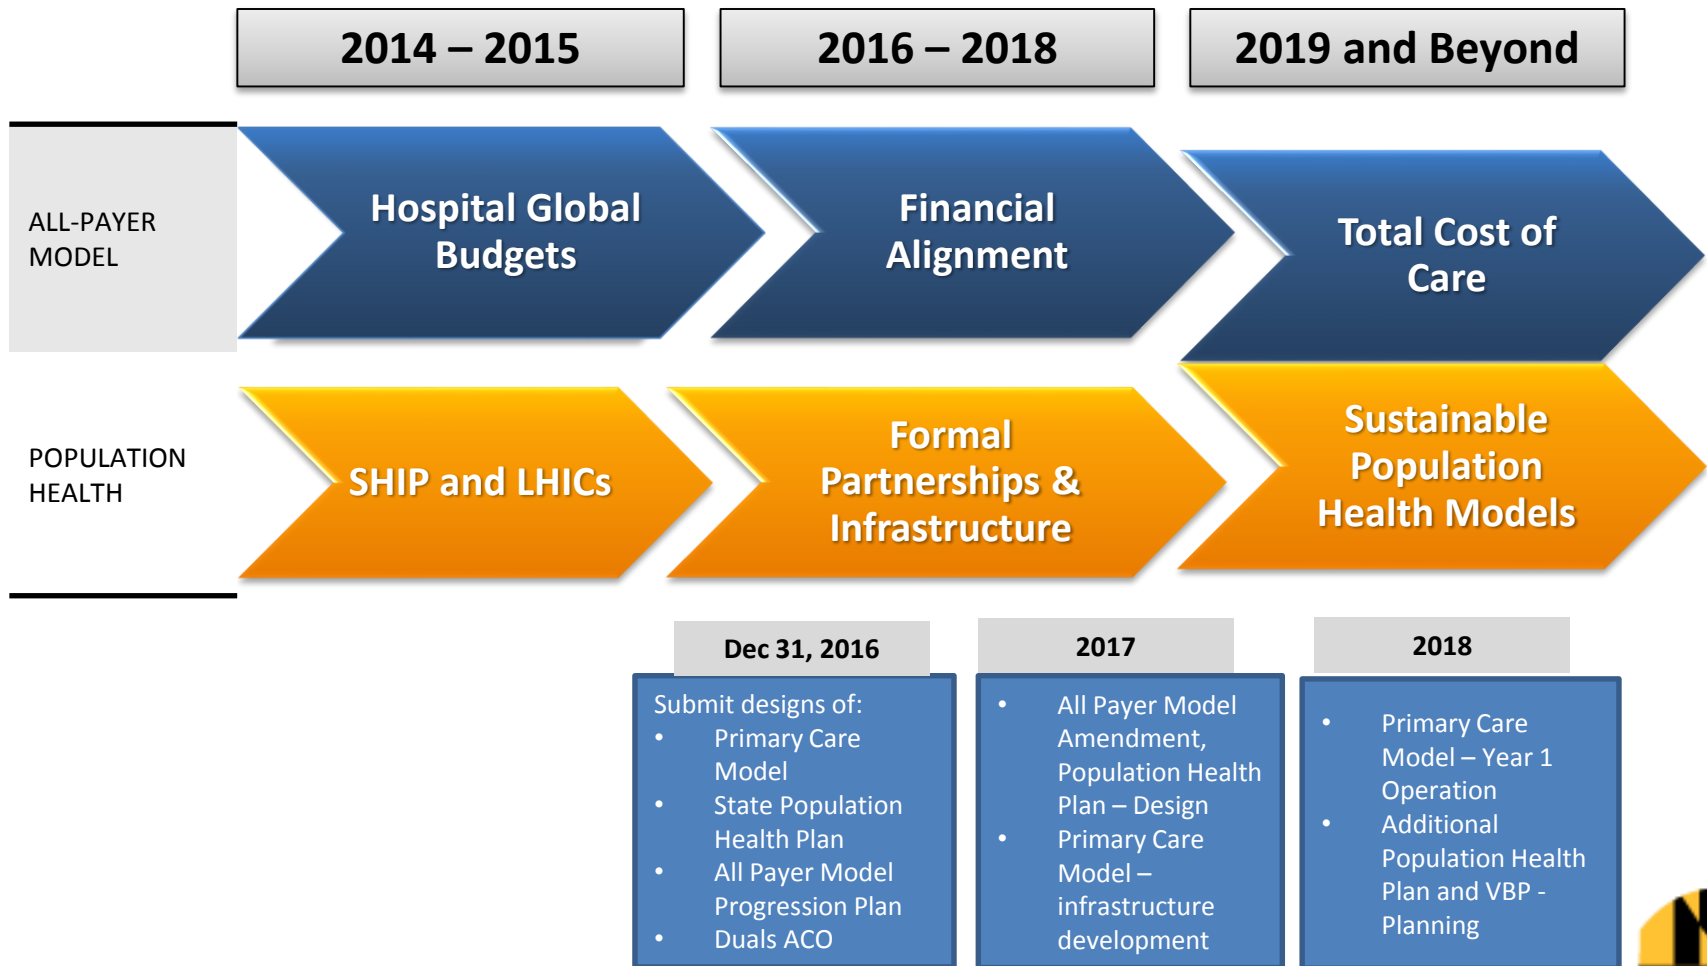 2014 – 2015
2016 – 2018
2019 and Beyond
ALL-PAYER
MODEL
Hospital Global
Budgets
Financial
Alignment
Total Cost of
Care
POPULATION
HEALTH
SHIP and LHICs
Formal
Partnerships &
Infrastructure
Sustainable
Population
Health Models
Dec 31, 2016
Submit designs of:
• Primary Care
Model
• State Population
Health Plan
• All Payer Model
Progression Plan
• Duals ACO
2017
• All Payer Model
Amendment,
Population Health
Plan – Design
• Primary Care
Model –
infrastructure
development
2018
• Primary Care
Model – Year 1
Operation
• Additional
Population Health
Plan and VBP -
Planning